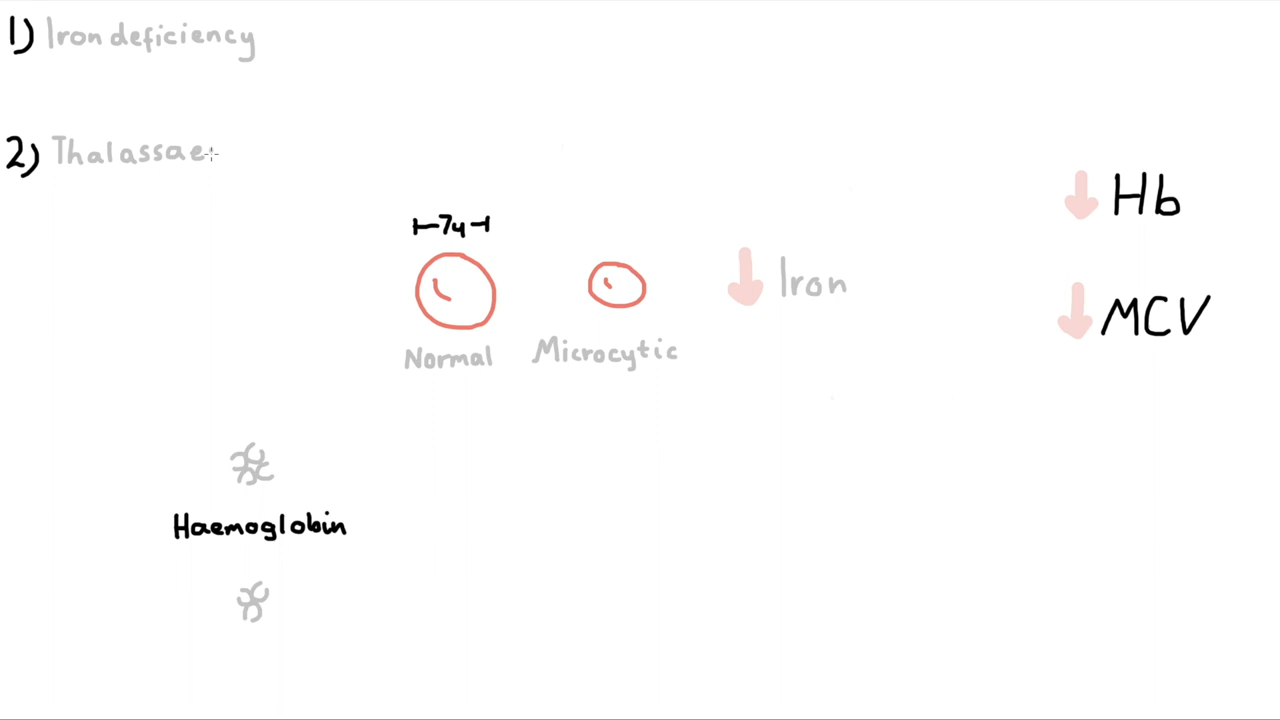 1) Iron deficiency
2) Thalassae
Hb
7μ
Iron
MCV
Normal
Microcytic
Haemoglobin